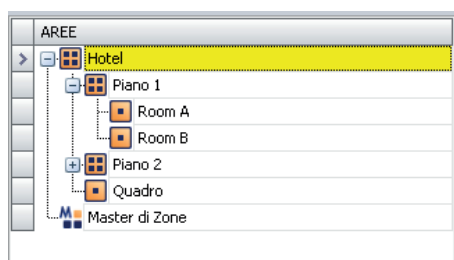 AREE
Hotel
Piano 1
Room A
Room B
Piano 2
Quadro
Master di Zone